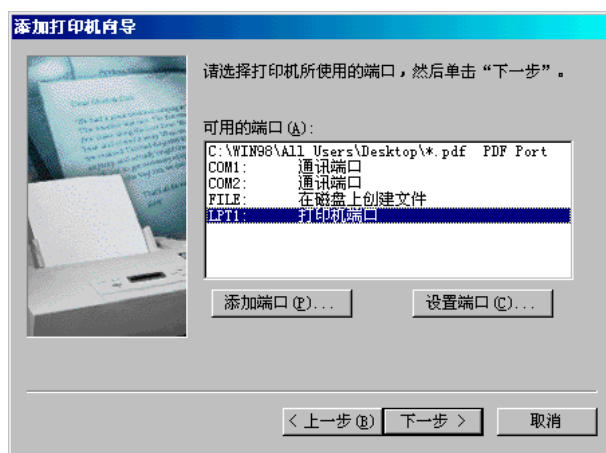 添加打印机向导
请选择打印机所使用的端口，然后单击“下一步”。
可用的端口(A):
C:\WIN98\All Users\Desktop\*.pdf PDF Port
COM1: 通讯端口
COM2: 通讯端口
FILE: 在磁盘上创建文件
LPT1: 打印机端口
添加端口(P)... 设置端口(C)...
< 上一步(B) 下一步 > 取消